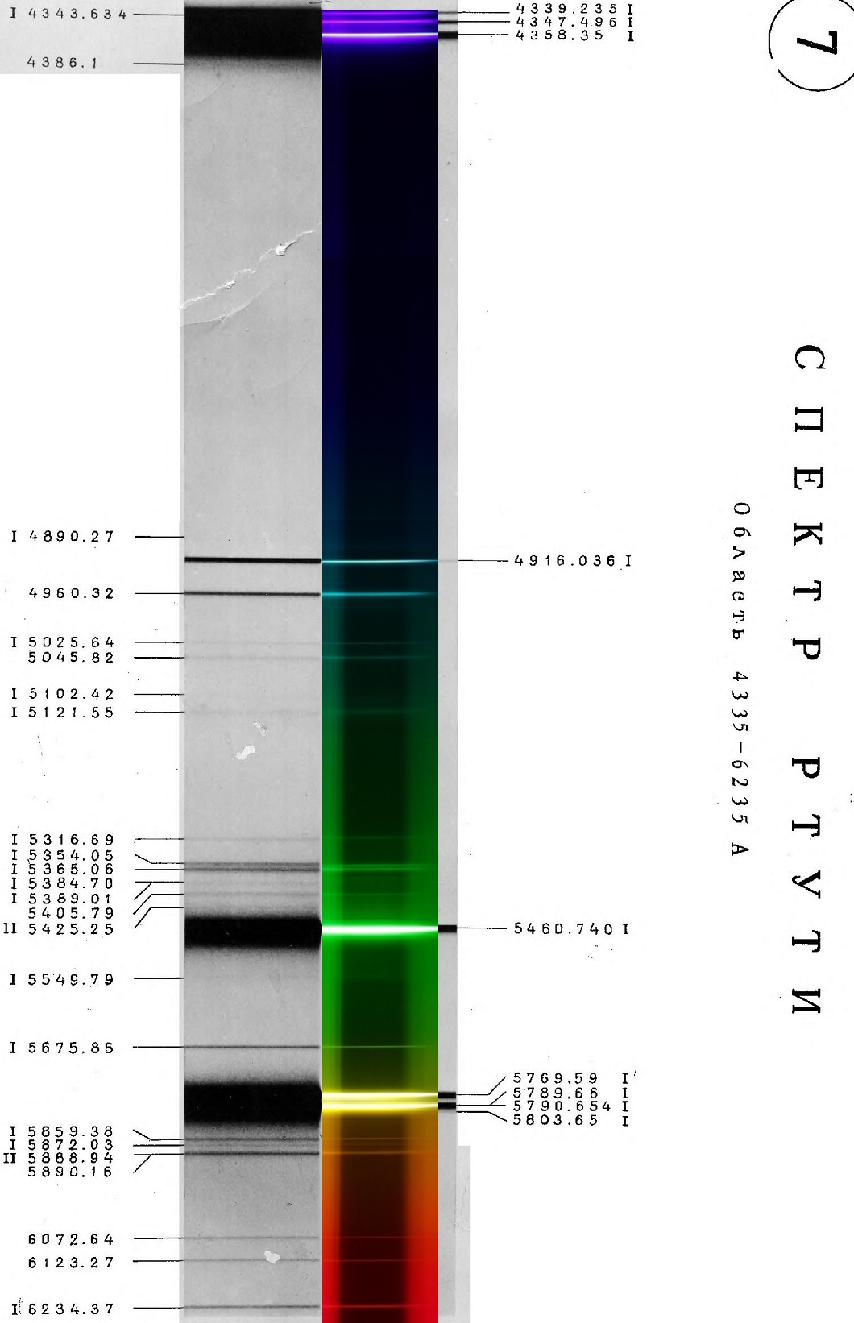 7
СПЕКТР РТУТИ
Область 4335-6235 А
I 4343.634
4386.1
I 4890.27
4960.32
I 5025.64
5045.82
I 5102.42
I 5121.55
I 5316.69
I 5354.05
I 5365.06
I 5384.70
I 5389.01
5405.79
II 5425.25
I 5549.79
I 5675.86
I 5859.38
I 5872.03
II 5888.94
5890.16
6072.64
6123.27
I 6234.37
4339.235 I
4347.496 I
4358.35 I
4916.036 I
5460.740 I
5769.59 I
5789.66 I
5790.654 I
5803.65 I